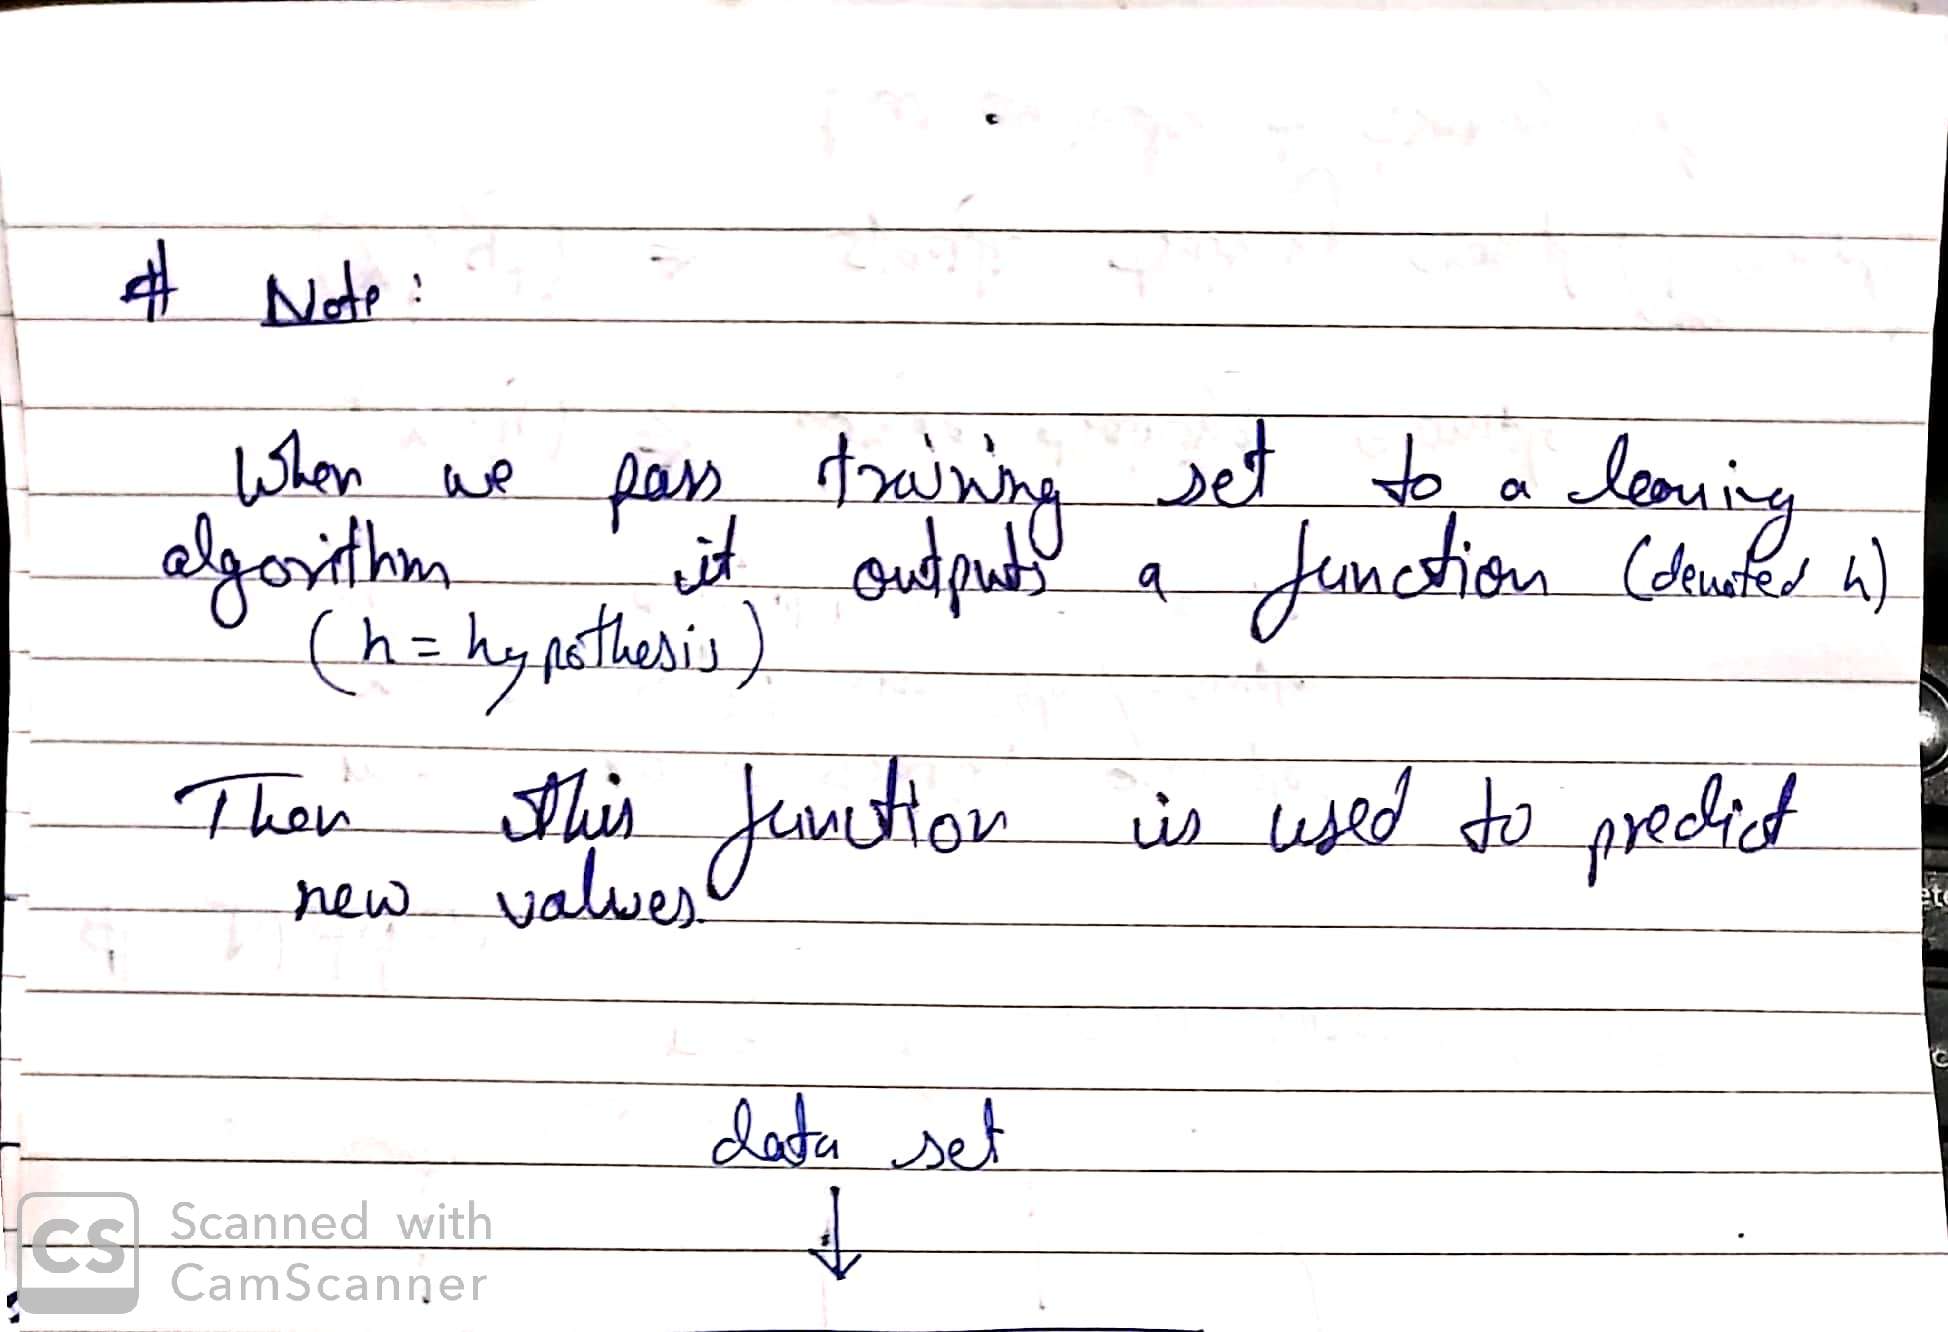 # Note :
When we pass training set to a learning
algorithm it outputs a function (denoted h)
(h = hypothesis)
Then this function is used to predict
new values.
data set
↓
CS Scanned with
CamScanner